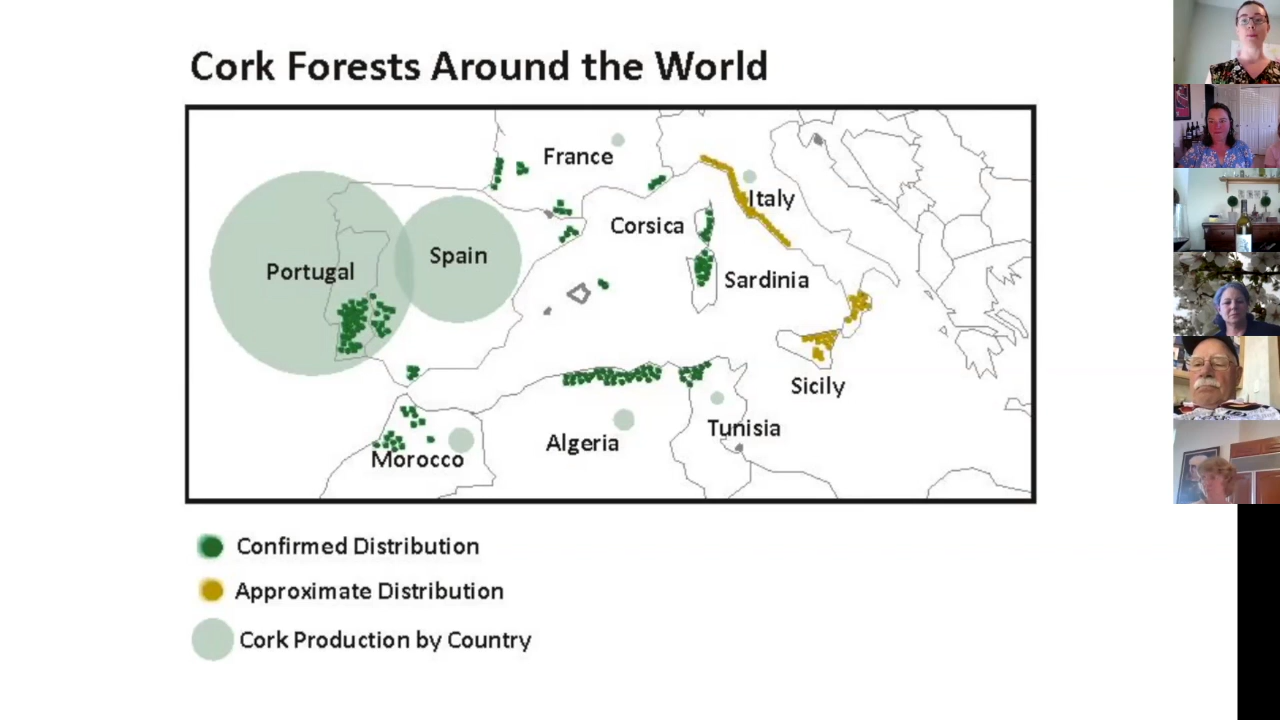 Cork Forests Around the World
France
Italy
Corsica
Spain
Portugal
Sardinia
Sicily
Tunisia
Algeria
Morocco
Confirmed Distribution
Approximate Distribution
Cork Production by Country